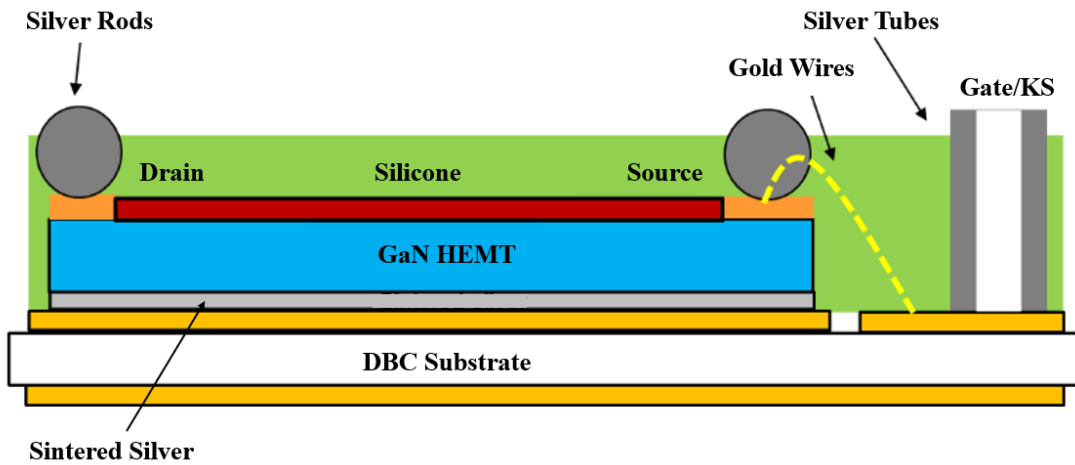 Silver Rods
Silver Tubes
Gold Wires
Gate/KS
Drain
Silicone
Source
GaN HEMT
DBC Substrate
Sintered Silver